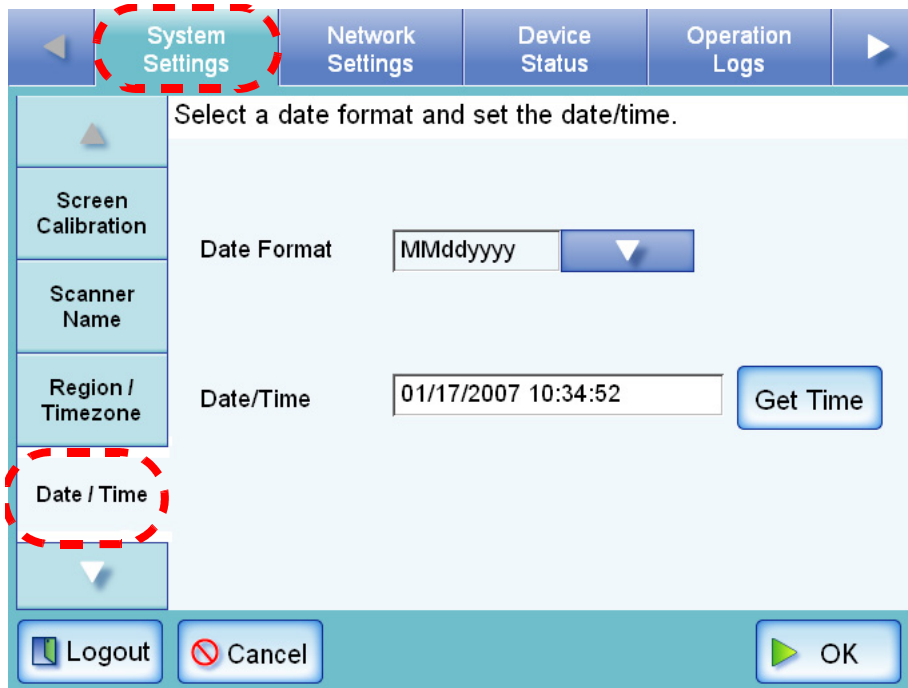 System
Settings
Network
Settings
Device
Status
Operation
Logs
Select a date format and set the date/time.
Screen
Calibration
Scanner
Name
Region /
Timezone
Date / Time
Date Format
MMddyyyy
Date/Time
01/17/2007 10:34:52
Get Time
Logout
Cancel
OK